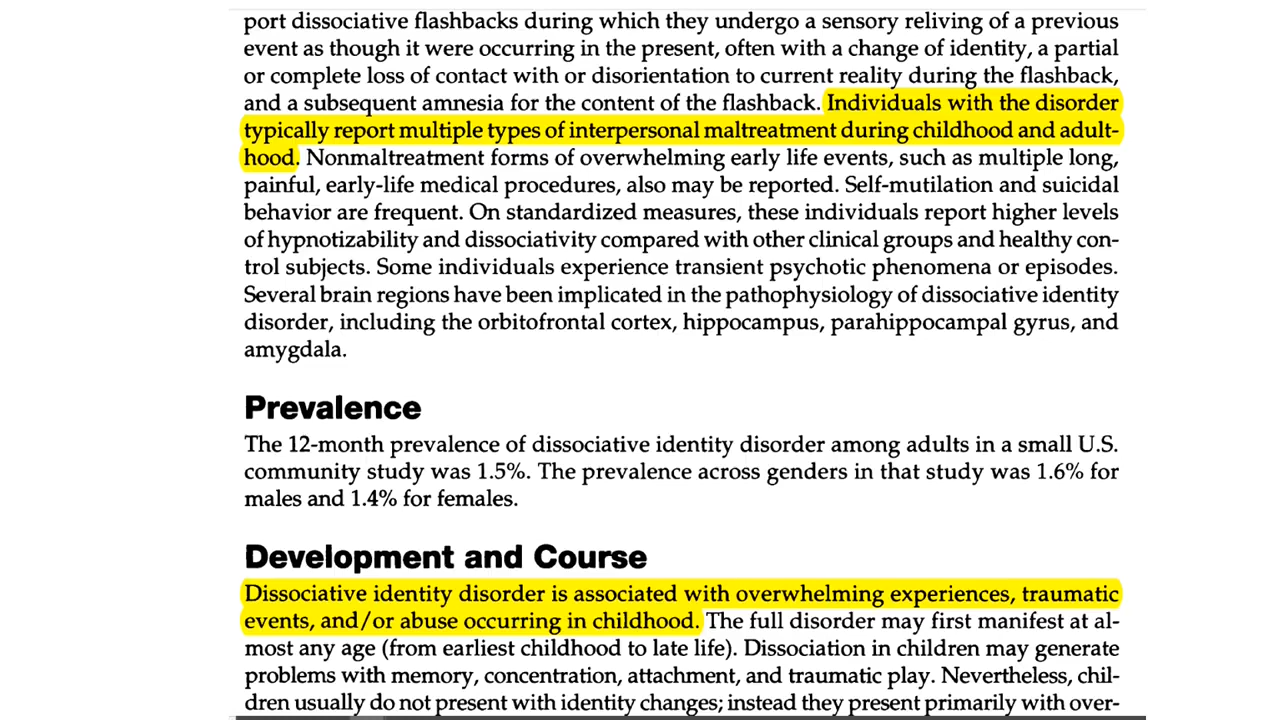 port dissociative flashbacks during which they undergo a sensory reliving of a previous
event as though it were occurring in the present, often with a change of identity, a partial
or complete loss of contact with or disorientation to current reality during the flashback,
and a subsequent amnesia for the content of the flashback. Individuals with the disorder
typically report multiple types of interpersonal maltreatment during childhood and adult-
hood. Nonmaltreatment forms of overwhelming early life events, such as multiple long,
painful, early-life medical procedures, also may be reported. Self-mutilation and suicidal
behavior are frequent. On standardized measures, these individuals report higher levels
of hypnotizability and dissociativity compared with other clinical groups and healthy con-
trol subjects. Some individuals experience transient psychotic phenomena or episodes.
Several brain regions have been implicated in the pathophysiology of dissociative identity
disorder, including the orbitofrontal cortex, hippocampus, parahippocampal gyrus, and
amygdala.
Prevalence
The 12-month prevalence of dissociative identity disorder among adults in a small U.S.
community study was 1.5%. The prevalence across genders in that study was 1.6% for
males and 1.4% for females.
Development and Course
Dissociative identity disorder is associated with overwhelming experiences, traumatic
events, and/or abuse occurring in childhood. The full disorder may first manifest at al-
most any age (from earliest childhood to late life). Dissociation in children may generate
problems with memory, concentration, attachment, and traumatic play. Nevertheless, chil-
dren usually do not present with identity changes; instead they present primarily with over-